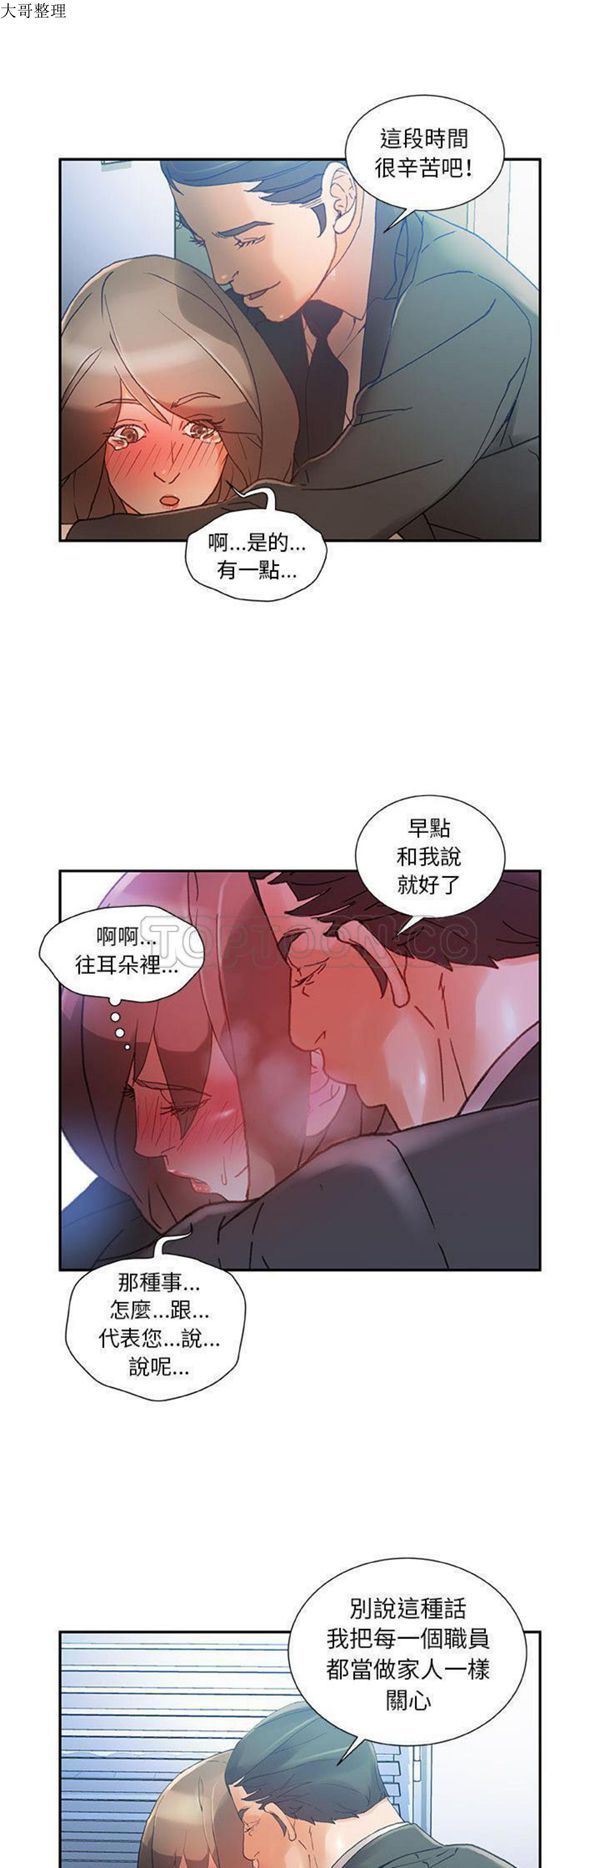 大哥整理
這段時間
很辛苦吧!
啊...是的...
有一點...
早點
和我說
就好了
啊啊...
往耳朵裡...
TOPTOON.CC
那種事...
怎麼...跟...
代表您...說...
說呢...
別說這種話
我把每一個職員
都當做家人一樣
關心